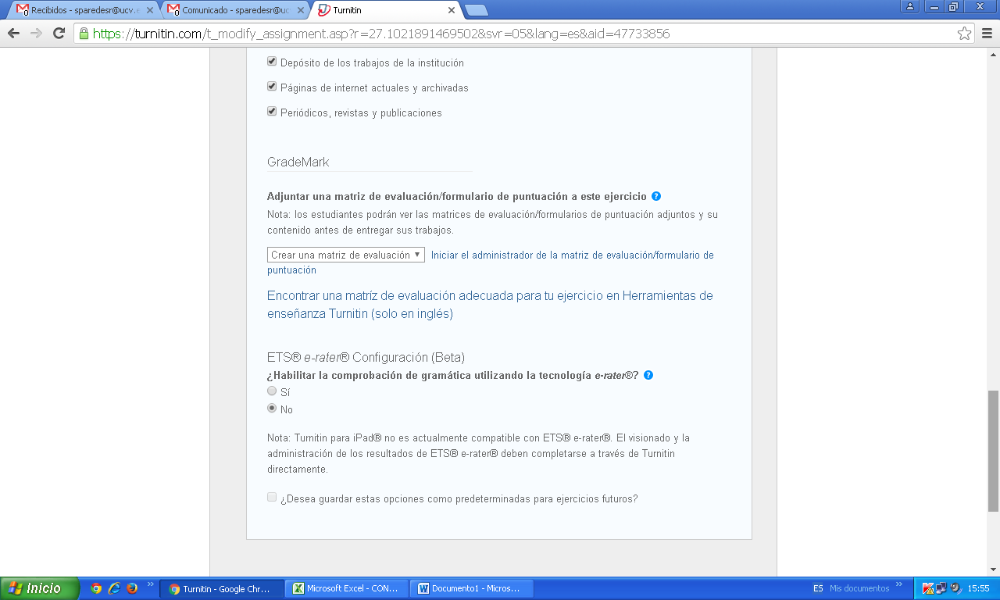 Recibidos - sparedesr@ucv.e
Comunicado - sparedesr@uc
Turnitin
https://turnitin.com/t_modify_assignment.asp?r=27.1021891469502&svr=05&lang=es&aid=47733856
Depósito de los trabajos de la institución
Páginas de internet actuales y archivadas
Periódicos, revistas y publicaciones
GradeMark
Adjuntar una matriz de evaluación/formulario de puntuación a este ejercicio ?
Nota: los estudiantes podrán ver las matrices de evaluación/formularios de puntuación adjuntos y su
contenido antes de entregar sus trabajos.
Crear una matriz de evaluación Iniciar el administrador de la matriz de evaluación/formulario de
puntuación
Encontrar una matríz de evaluación adecuada para tu ejercicio en Herramientas de
enseñanza Turnitin (solo en inglés)
ETS® e-rater® Configuración (Beta)
¿Habilitar la comprobación de gramática utilizando la tecnología e-rater®? ?
Sí
No
Nota: Turnitin para iPad® no es actualmente compatible con ETS® e-rater®. El visionado y la
administración de los resultados de ETS® e-rater® deben completarse a través de Turnitin
directamente.
¿Desea guardar estas opciones como predeterminadas para ejercicios futuros?
Inicio
Turnitin - Google Chr...
Microsoft Excel - CON...
Documento1 - Micros...
ES
Mis documentos
15:55